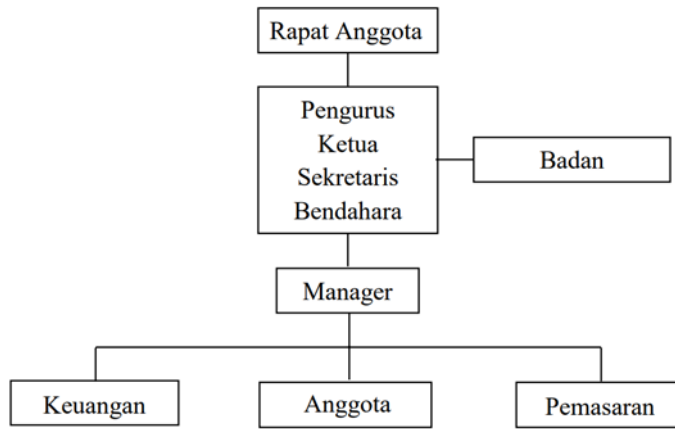 Rapat Anggota
Pengurus
Ketua
Sekretaris
Bendahara
Badan
Manager
Keuangan
Anggota
Pemasaran